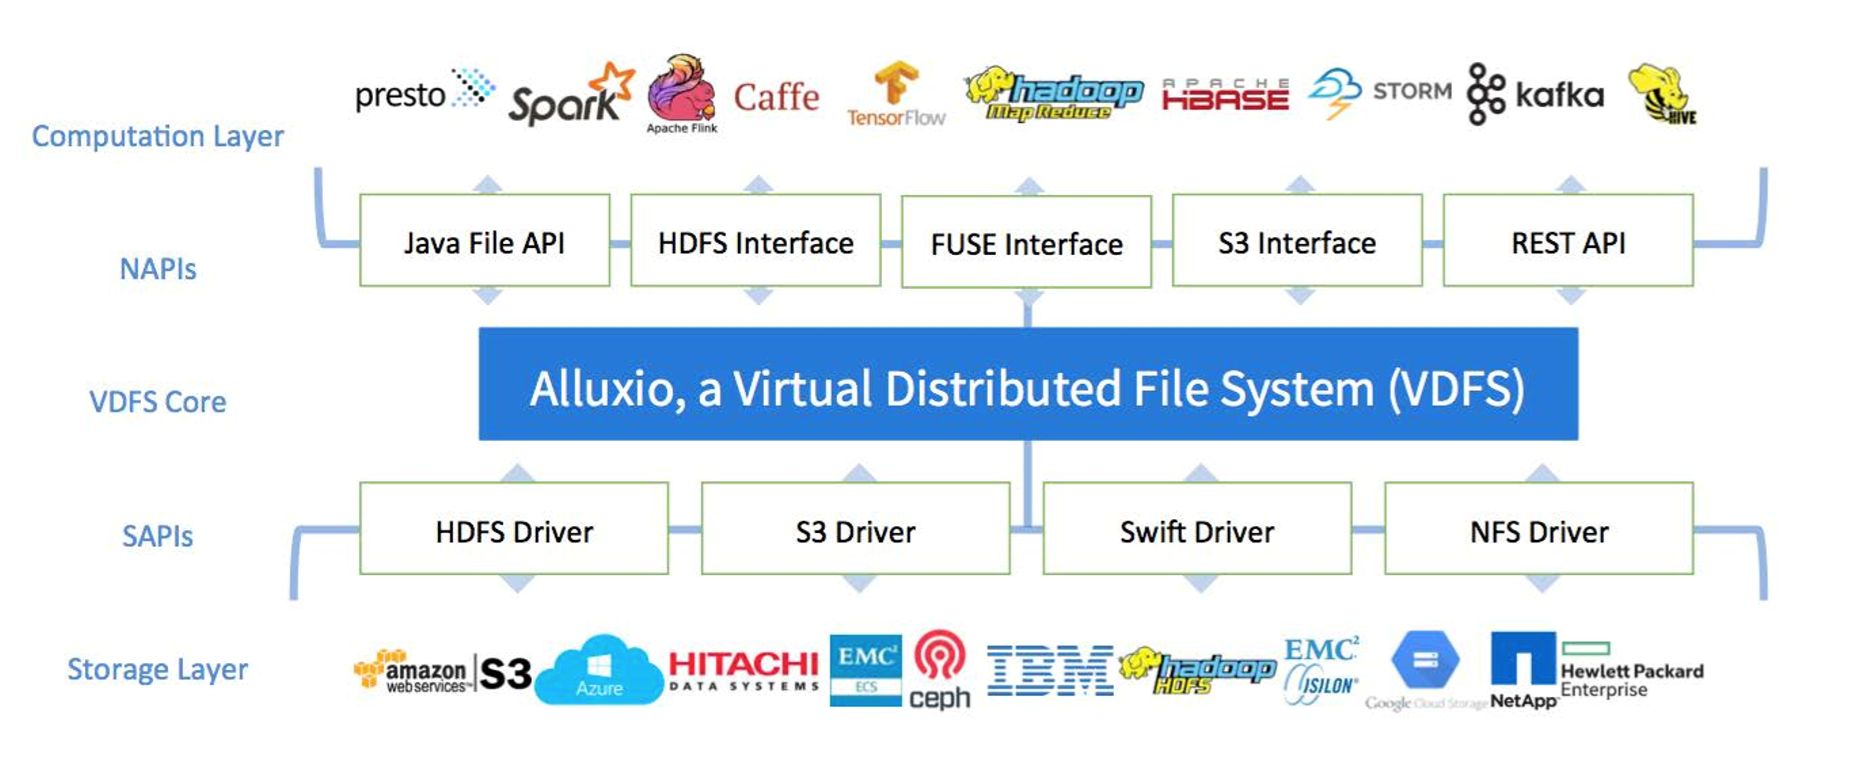 presto
Spark
Apache Flink
Caffe
TensorFlow
hadoop
Map Reduce
APACHE
HBASE
STORM
kafka
HIVE
Computation Layer
Java File API
HDFS Interface
FUSE Interface
S3 Interface
REST API
NAPIs
Alluxio, a Virtual Distributed File System (VDFS)
VDFS Core
HDFS Driver
S3 Driver
Swift Driver
NFS Driver
SAPIs
Storage Layer
amazon
web services™
S3
Azure
HITACHI
DATA SYSTEMS
EMC²
ECS
ceph
IBM
hadoop
HDFS
EMC²
ISILON®
Google Cloud Storage
NetApp™
Hewlett Packard
Enterprise